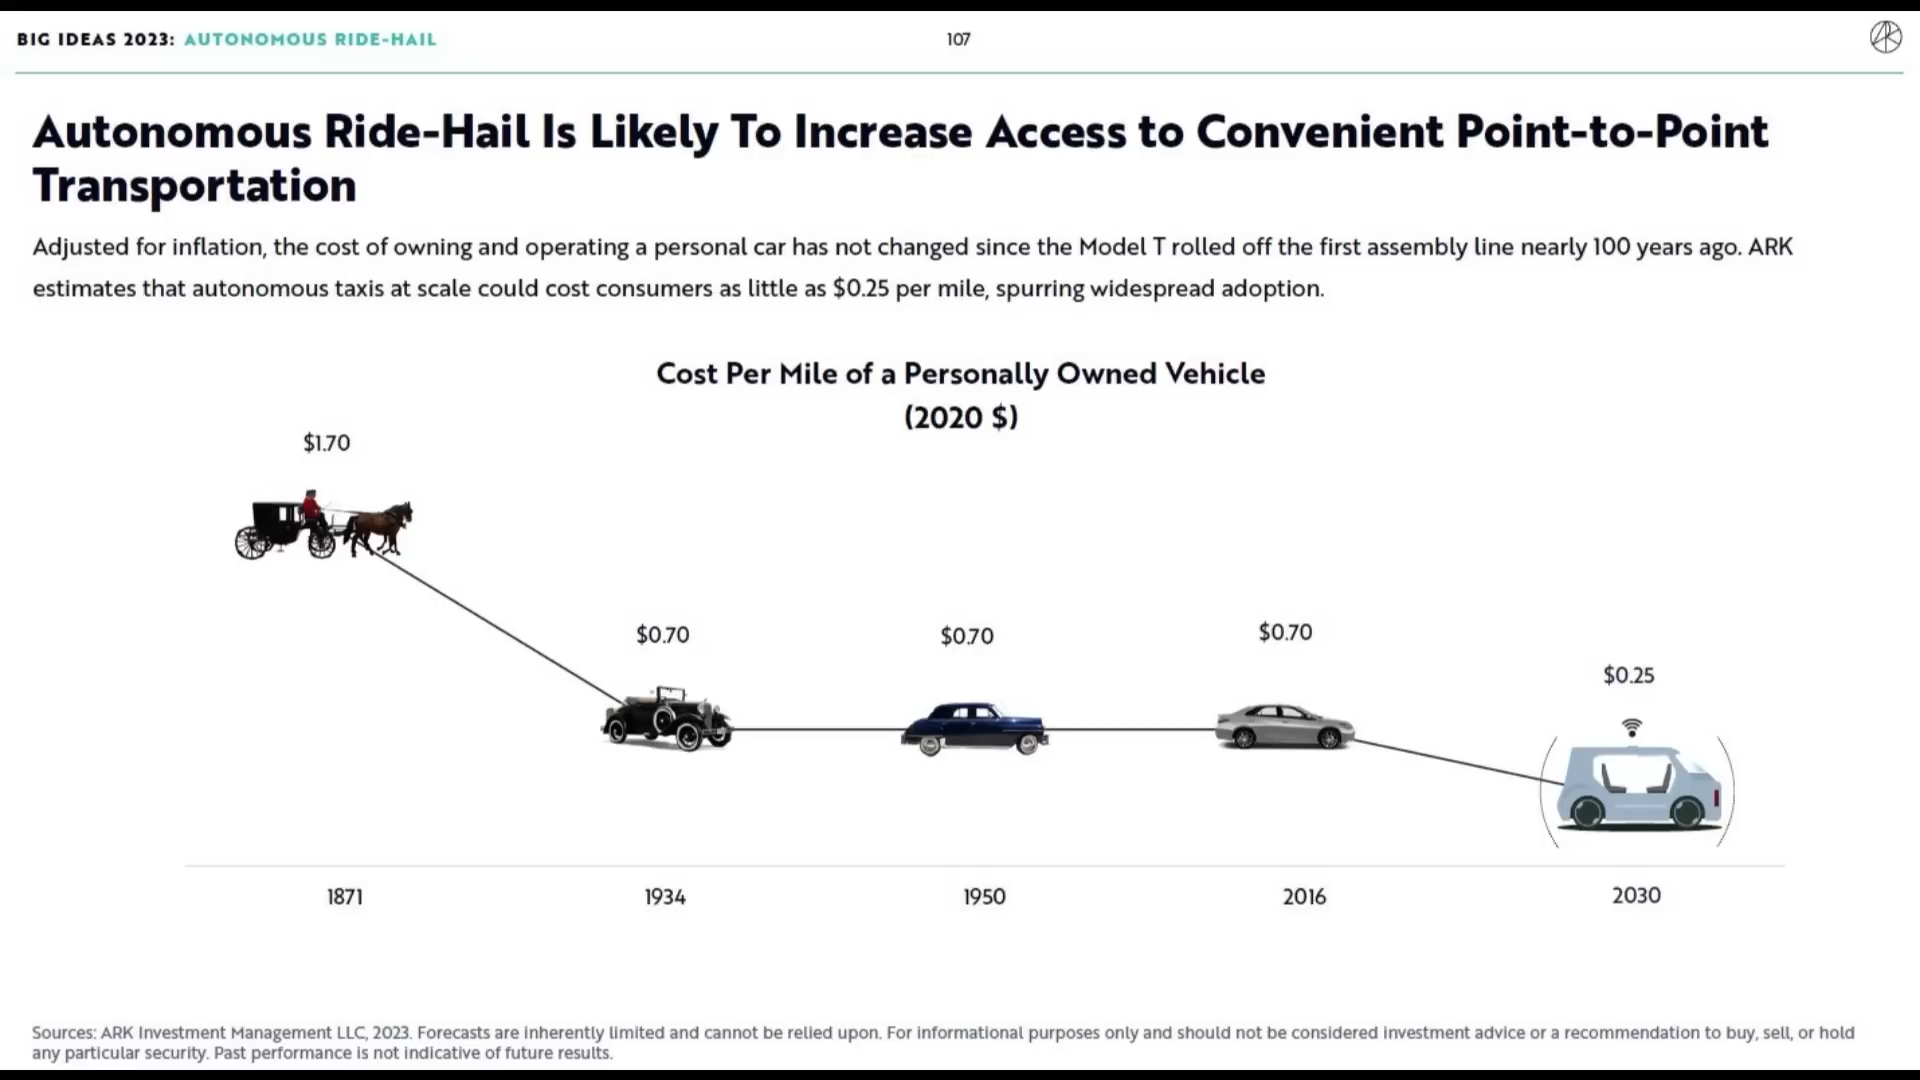 BIG IDEAS 2023: AUTONOMOUS RIDE-HAIL
107
Autonomous Ride-Hail Is Likely To Increase Access to Convenient Point-to-Point
Transportation
Adjusted for inflation, the cost of owning and operating a personal car has not changed since the Model T rolled off the first assembly line nearly 100 years ago. ARK
estimates that autonomous taxis at scale could cost consumers as little as $0.25 per mile, spurring widespread adoption.
Cost Per Mile of a Personally Owned Vehicle
(2020 $)
$1.70
$0.70
$0.70
$0.70
$0.25
1871
1934
1950
2016
2030
Sources: ARK Investment Management LLC, 2023. Forecasts are inherently limited and cannot be relied upon. For informational purposes only and should not be considered investment advice or a recommendation to buy, sell, or hold
any particular security. Past performance is not indicative of future results.